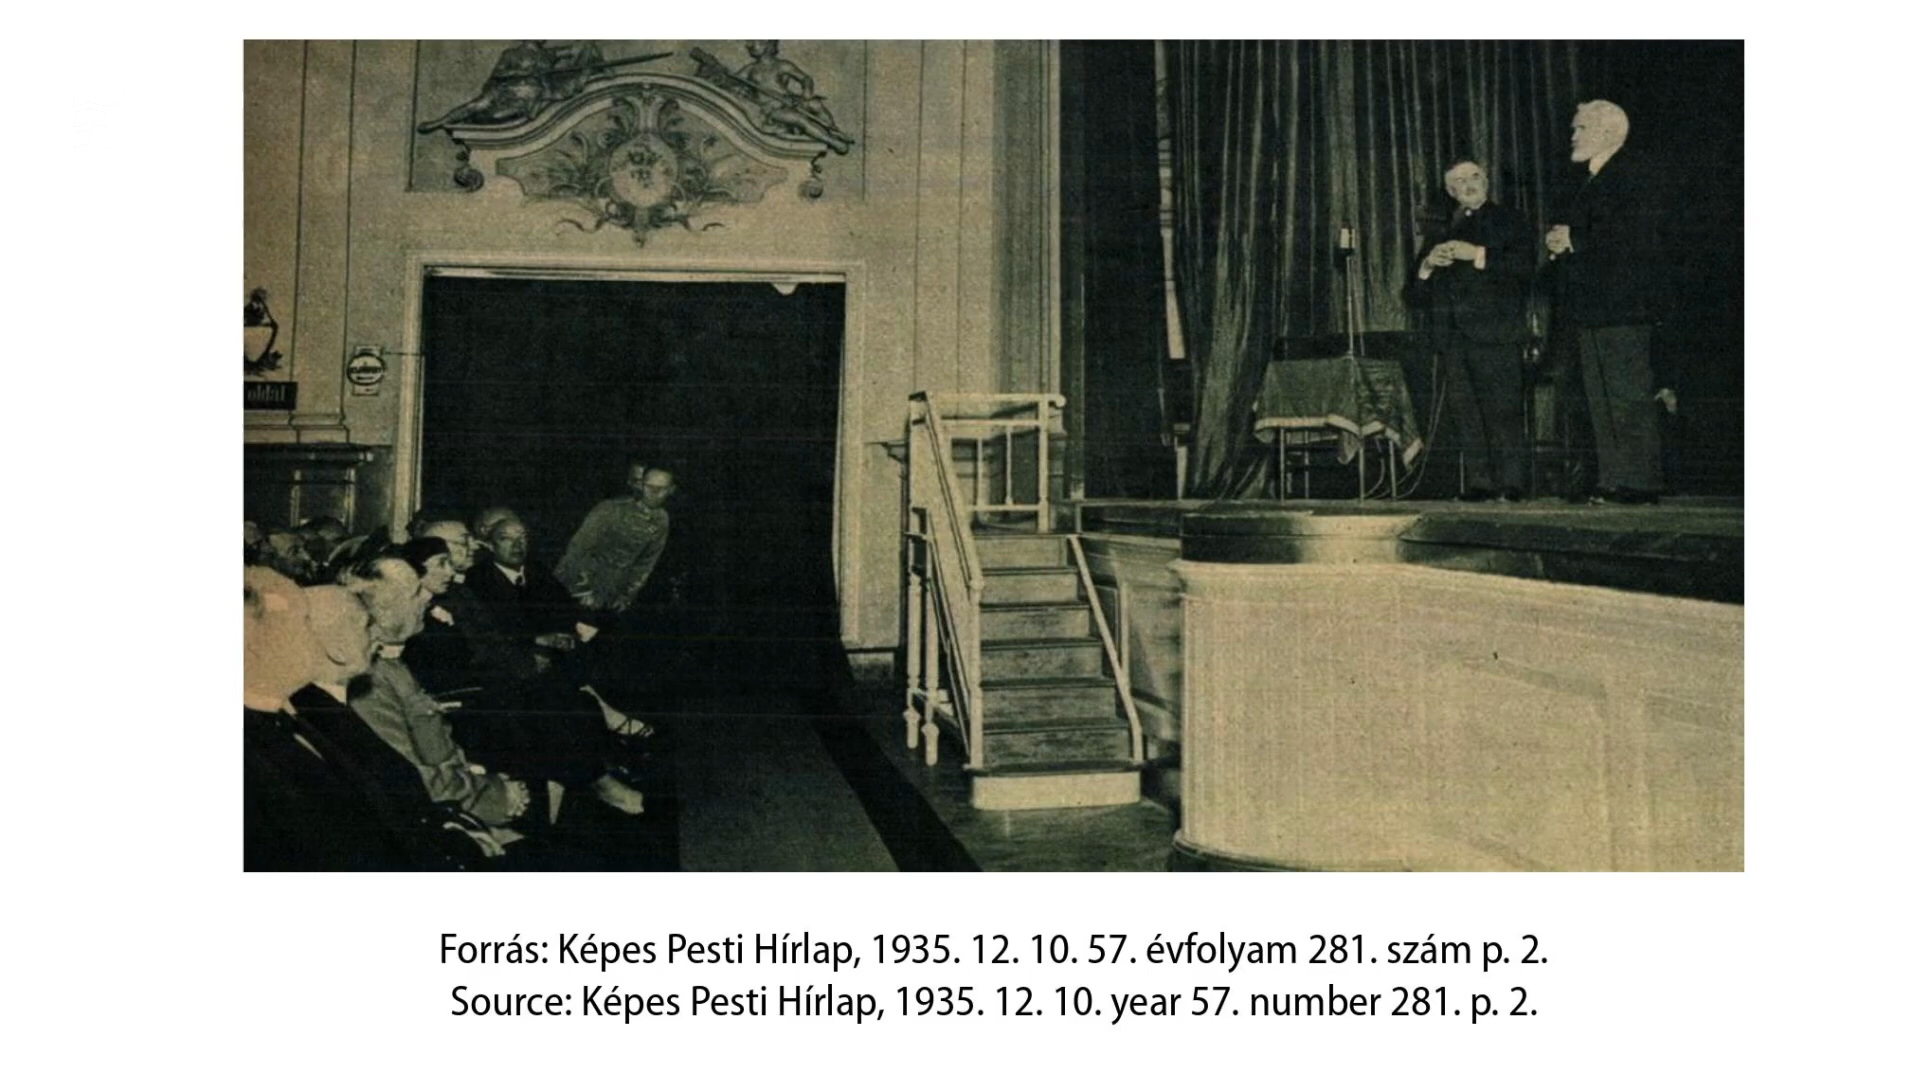 oldal
Forrás: Képes Pesti Hírlap, 1935. 12. 10. 57. évfolyam 281. szám p. 2.
Source: Képes Pesti Hírlap, 1935. 12. 10. year 57. number 281. p. 2.